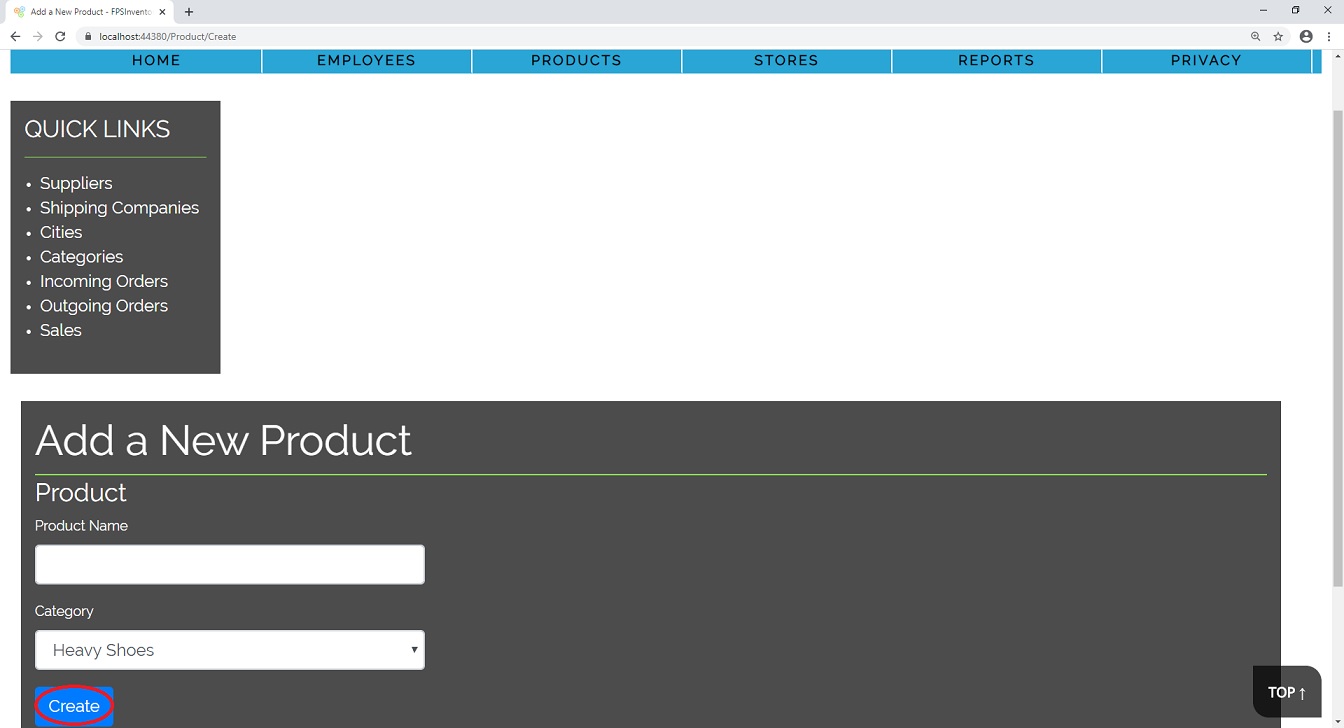 Add a New Product - FPSInvento
localhost:44380/Product/Create
HOME EMPLOYEES PRODUCTS STORES REPORTS PRIVACY
QUICK LINKS
Suppliers
Shipping Companies
Cities
Categories
Incoming Orders
Outgoing Orders
Sales
Add a New Product
Product
Product Name
Category
Heavy Shoes
Create
TOP ↑